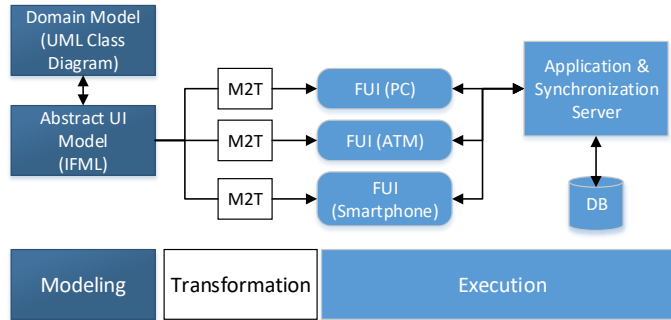 Domain Model
(UML Class
Diagram)
Abstract UI
Model
(IFML)
M2T
FUI (PC)
M2T
FUI (ATM)
M2T
FUI
(Smartphone)
Application &
Synchronization
Server
DB
Modeling
Transformation
Execution